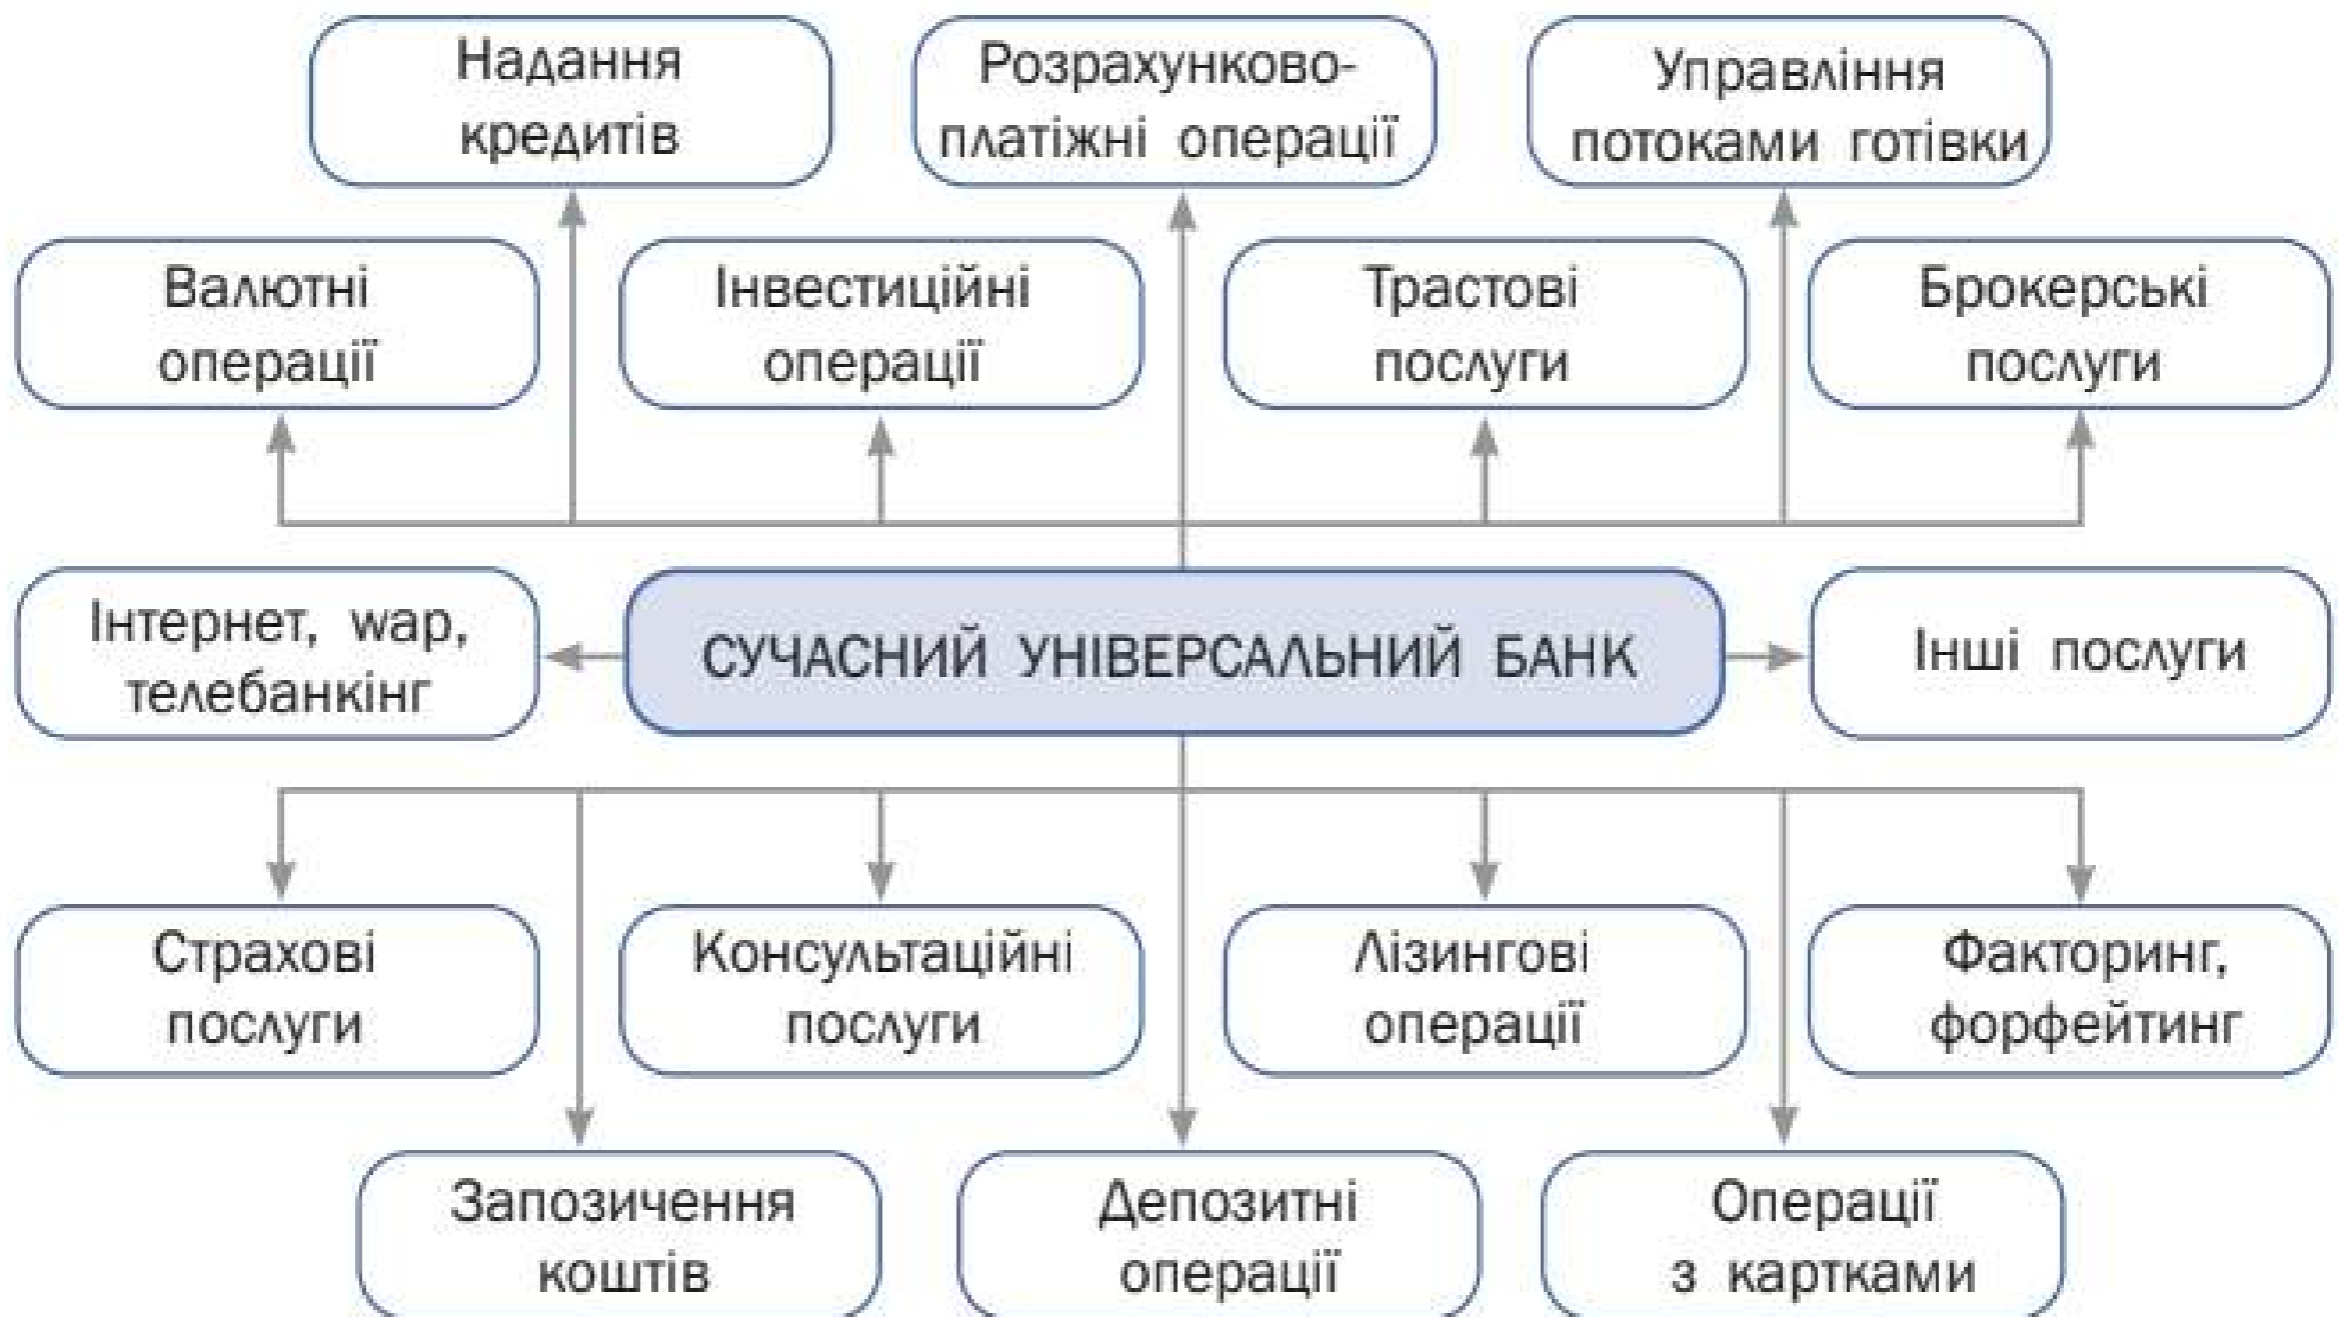 Надання
кредитів
Розрахунково-
платіжні операції
Управління
потоками готівки
Валютні
операції
Інвестиційні
операції
Трастові
послуги
Брокерські
послуги
Інтернет, wap,
телебанкінг
СУЧАСНИЙ УНІВЕРСАЛЬНИЙ БАНК
Інші послуги
Страхові
послуги
Консультаційні
послуги
Лізингові
операції
Факторинг,
форфейтинг
Запозичення
коштів
Депозитні
операції
Операції
з картками